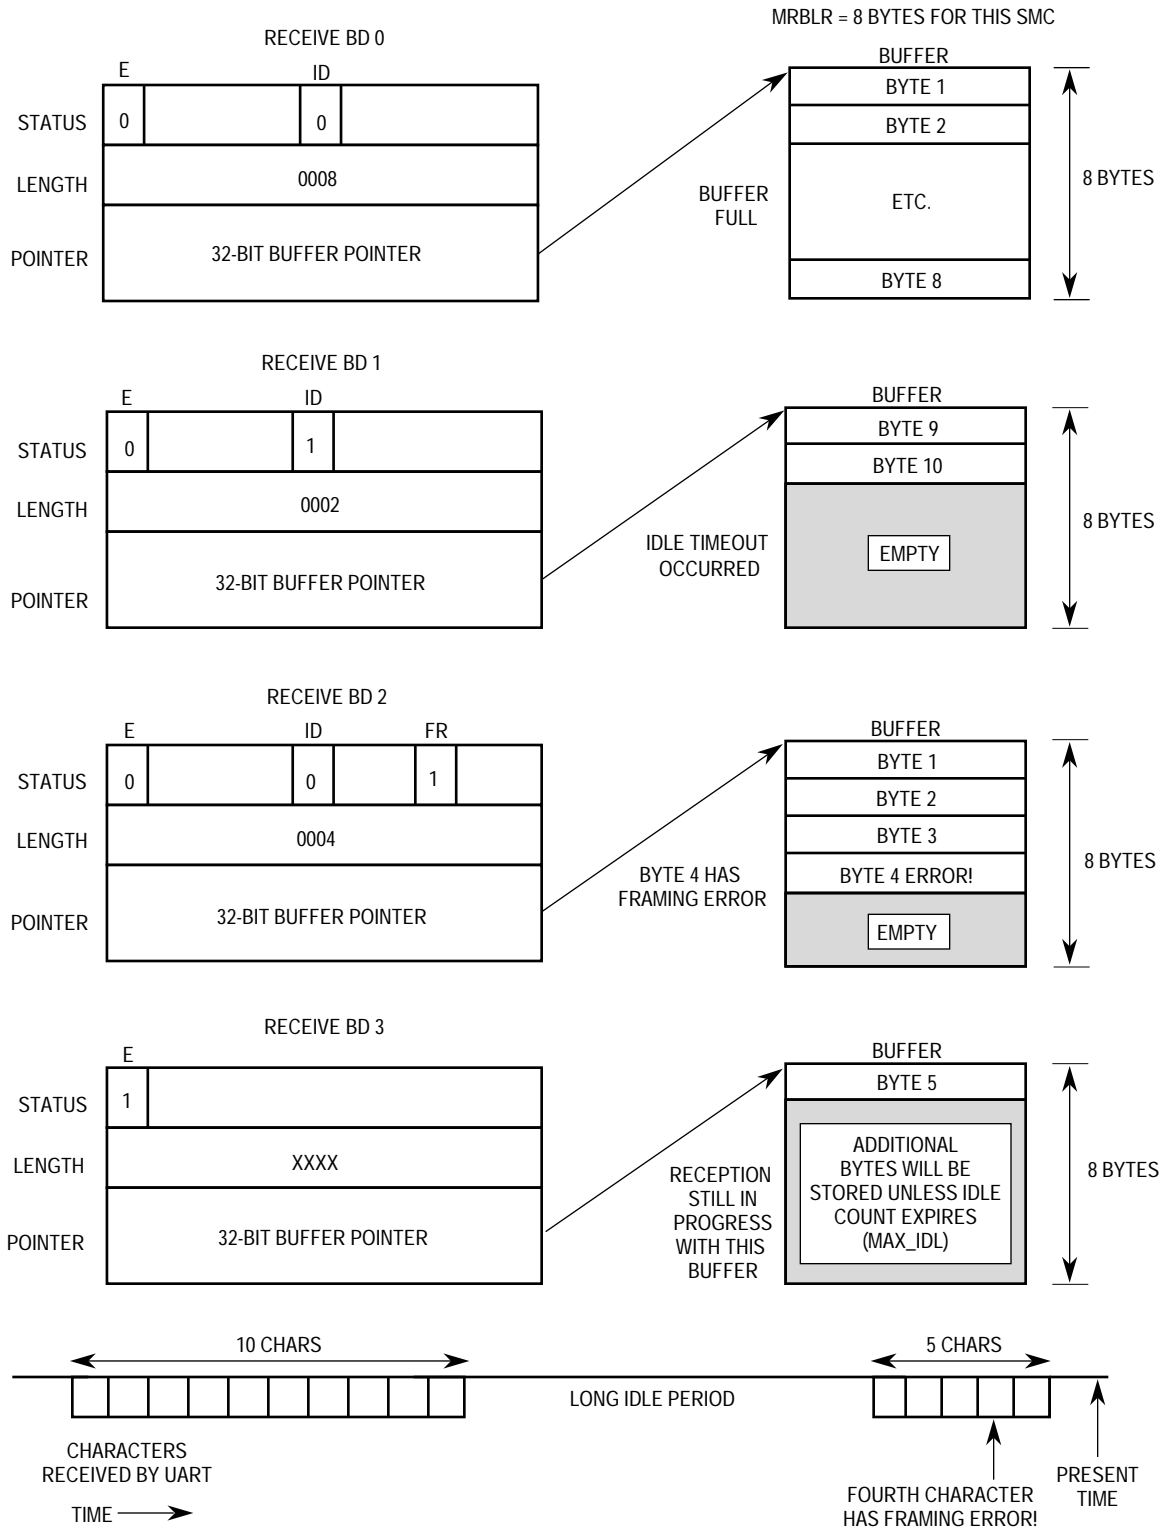 MRBLR = 8 BYTES FOR THIS SMC
RECEIVE BD 0
E
ID
STATUS
0
0
LENGTH
0008
POINTER
32-BIT BUFFER POINTER
BUFFER
FULL
BUFFER
BYTE 1
BYTE 2
ETC.
BYTE 8
8 BYTES
RECEIVE BD 1
E
ID
STATUS
0
1
LENGTH
0002
POINTER
32-BIT BUFFER POINTER
IDLE TIMEOUT
OCCURRED
BUFFER
BYTE 9
BYTE 10
EMPTY
8 BYTES
RECEIVE BD 2
E
ID
FR
STATUS
0
0
1
LENGTH
0004
POINTER
32-BIT BUFFER POINTER
BYTE 4 HAS
FRAMING ERROR
BUFFER
BYTE 1
BYTE 2
BYTE 3
BYTE 4 ERROR!
EMPTY
8 BYTES
RECEIVE BD 3
E
STATUS
1
LENGTH
XXXX
POINTER
32-BIT BUFFER POINTER
RECEPTION
STILL IN
PROGRESS
WITH THIS
BUFFER
BUFFER
BYTE 5
ADDITIONAL
BYTES WILL BE
STORED UNLESS IDLE
COUNT EXPIRES
(MAX_IDL)
8 BYTES
10 CHARS
5 CHARS
LONG IDLE PERIOD
CHARACTERS
RECEIVED BY UART
TIME
FOURTH CHARACTER
HAS FRAMING ERROR!
PRESENT
TIME